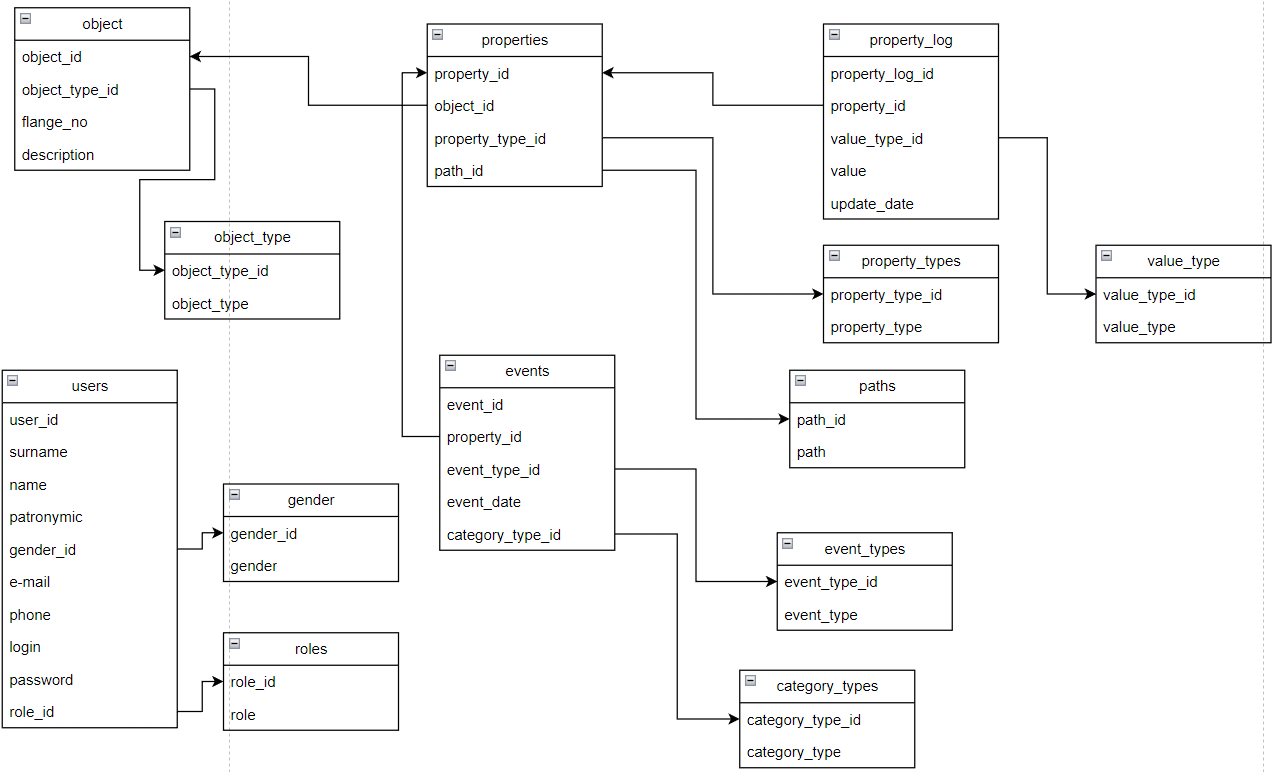 object
object_id
object_type_id
flange_no
description
properties
property_id
object_id
property_type_id
path_id
property_log
property_log_id
property_id
value_type_id
value
update_date
object_type
object_type_id
object_type
property_types
property_type_id
property_type
value_type
value_type_id
value_type
users
user_id
surname
name
patronymic
gender_id
e-mail
phone
login
password
role_id
gender
gender_id
gender
roles
role_id
role
events
event_id
property_id
event_type_id
event_date
category_type_id
paths
path_id
path
event_types
event_type_id
event_type
category_types
category_type_id
category_type